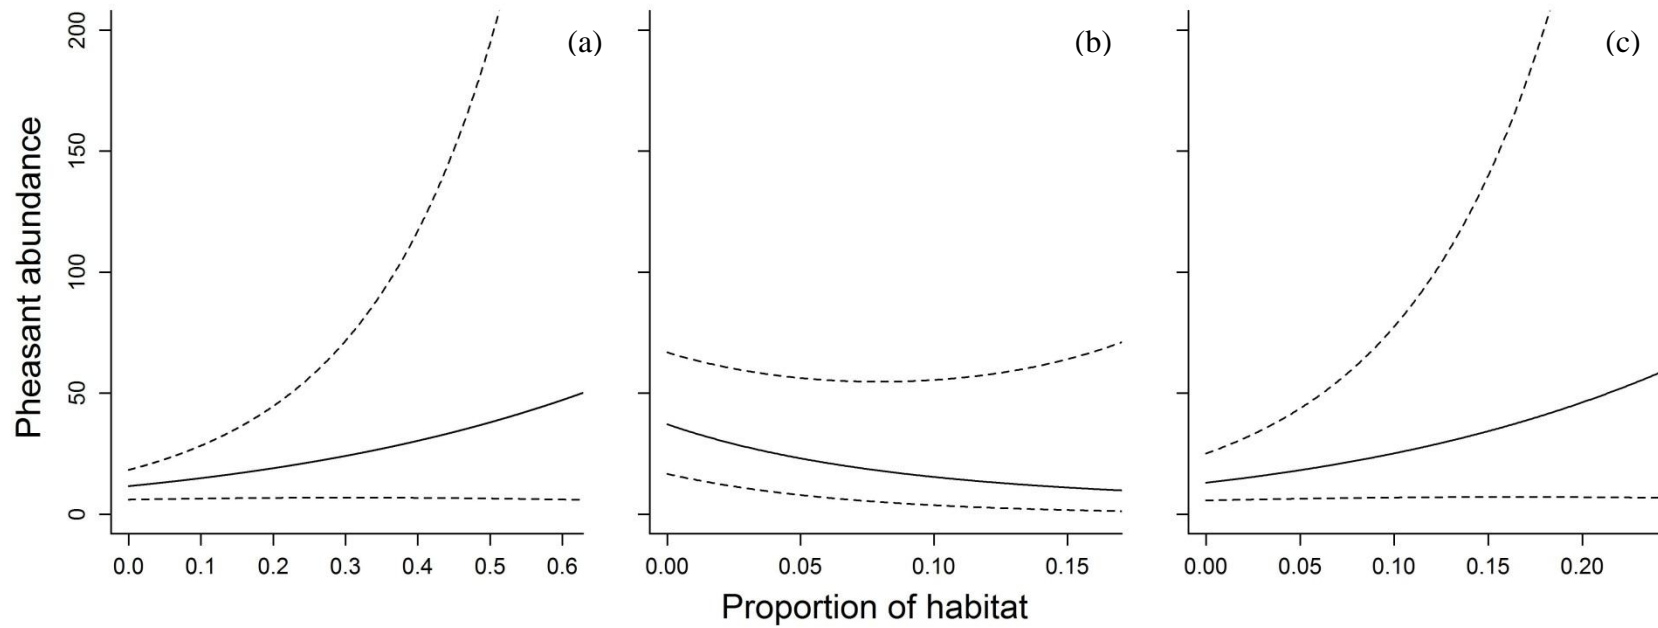 (a)
(b)
(c)
Pheasant abundance
200
150
100
50
0
0.0 0.1 0.2 0.3 0.4 0.5 0.6
0.00 0.05 0.10 0.15
0.00 0.05 0.10 0.15 0.20
Proportion of habitat